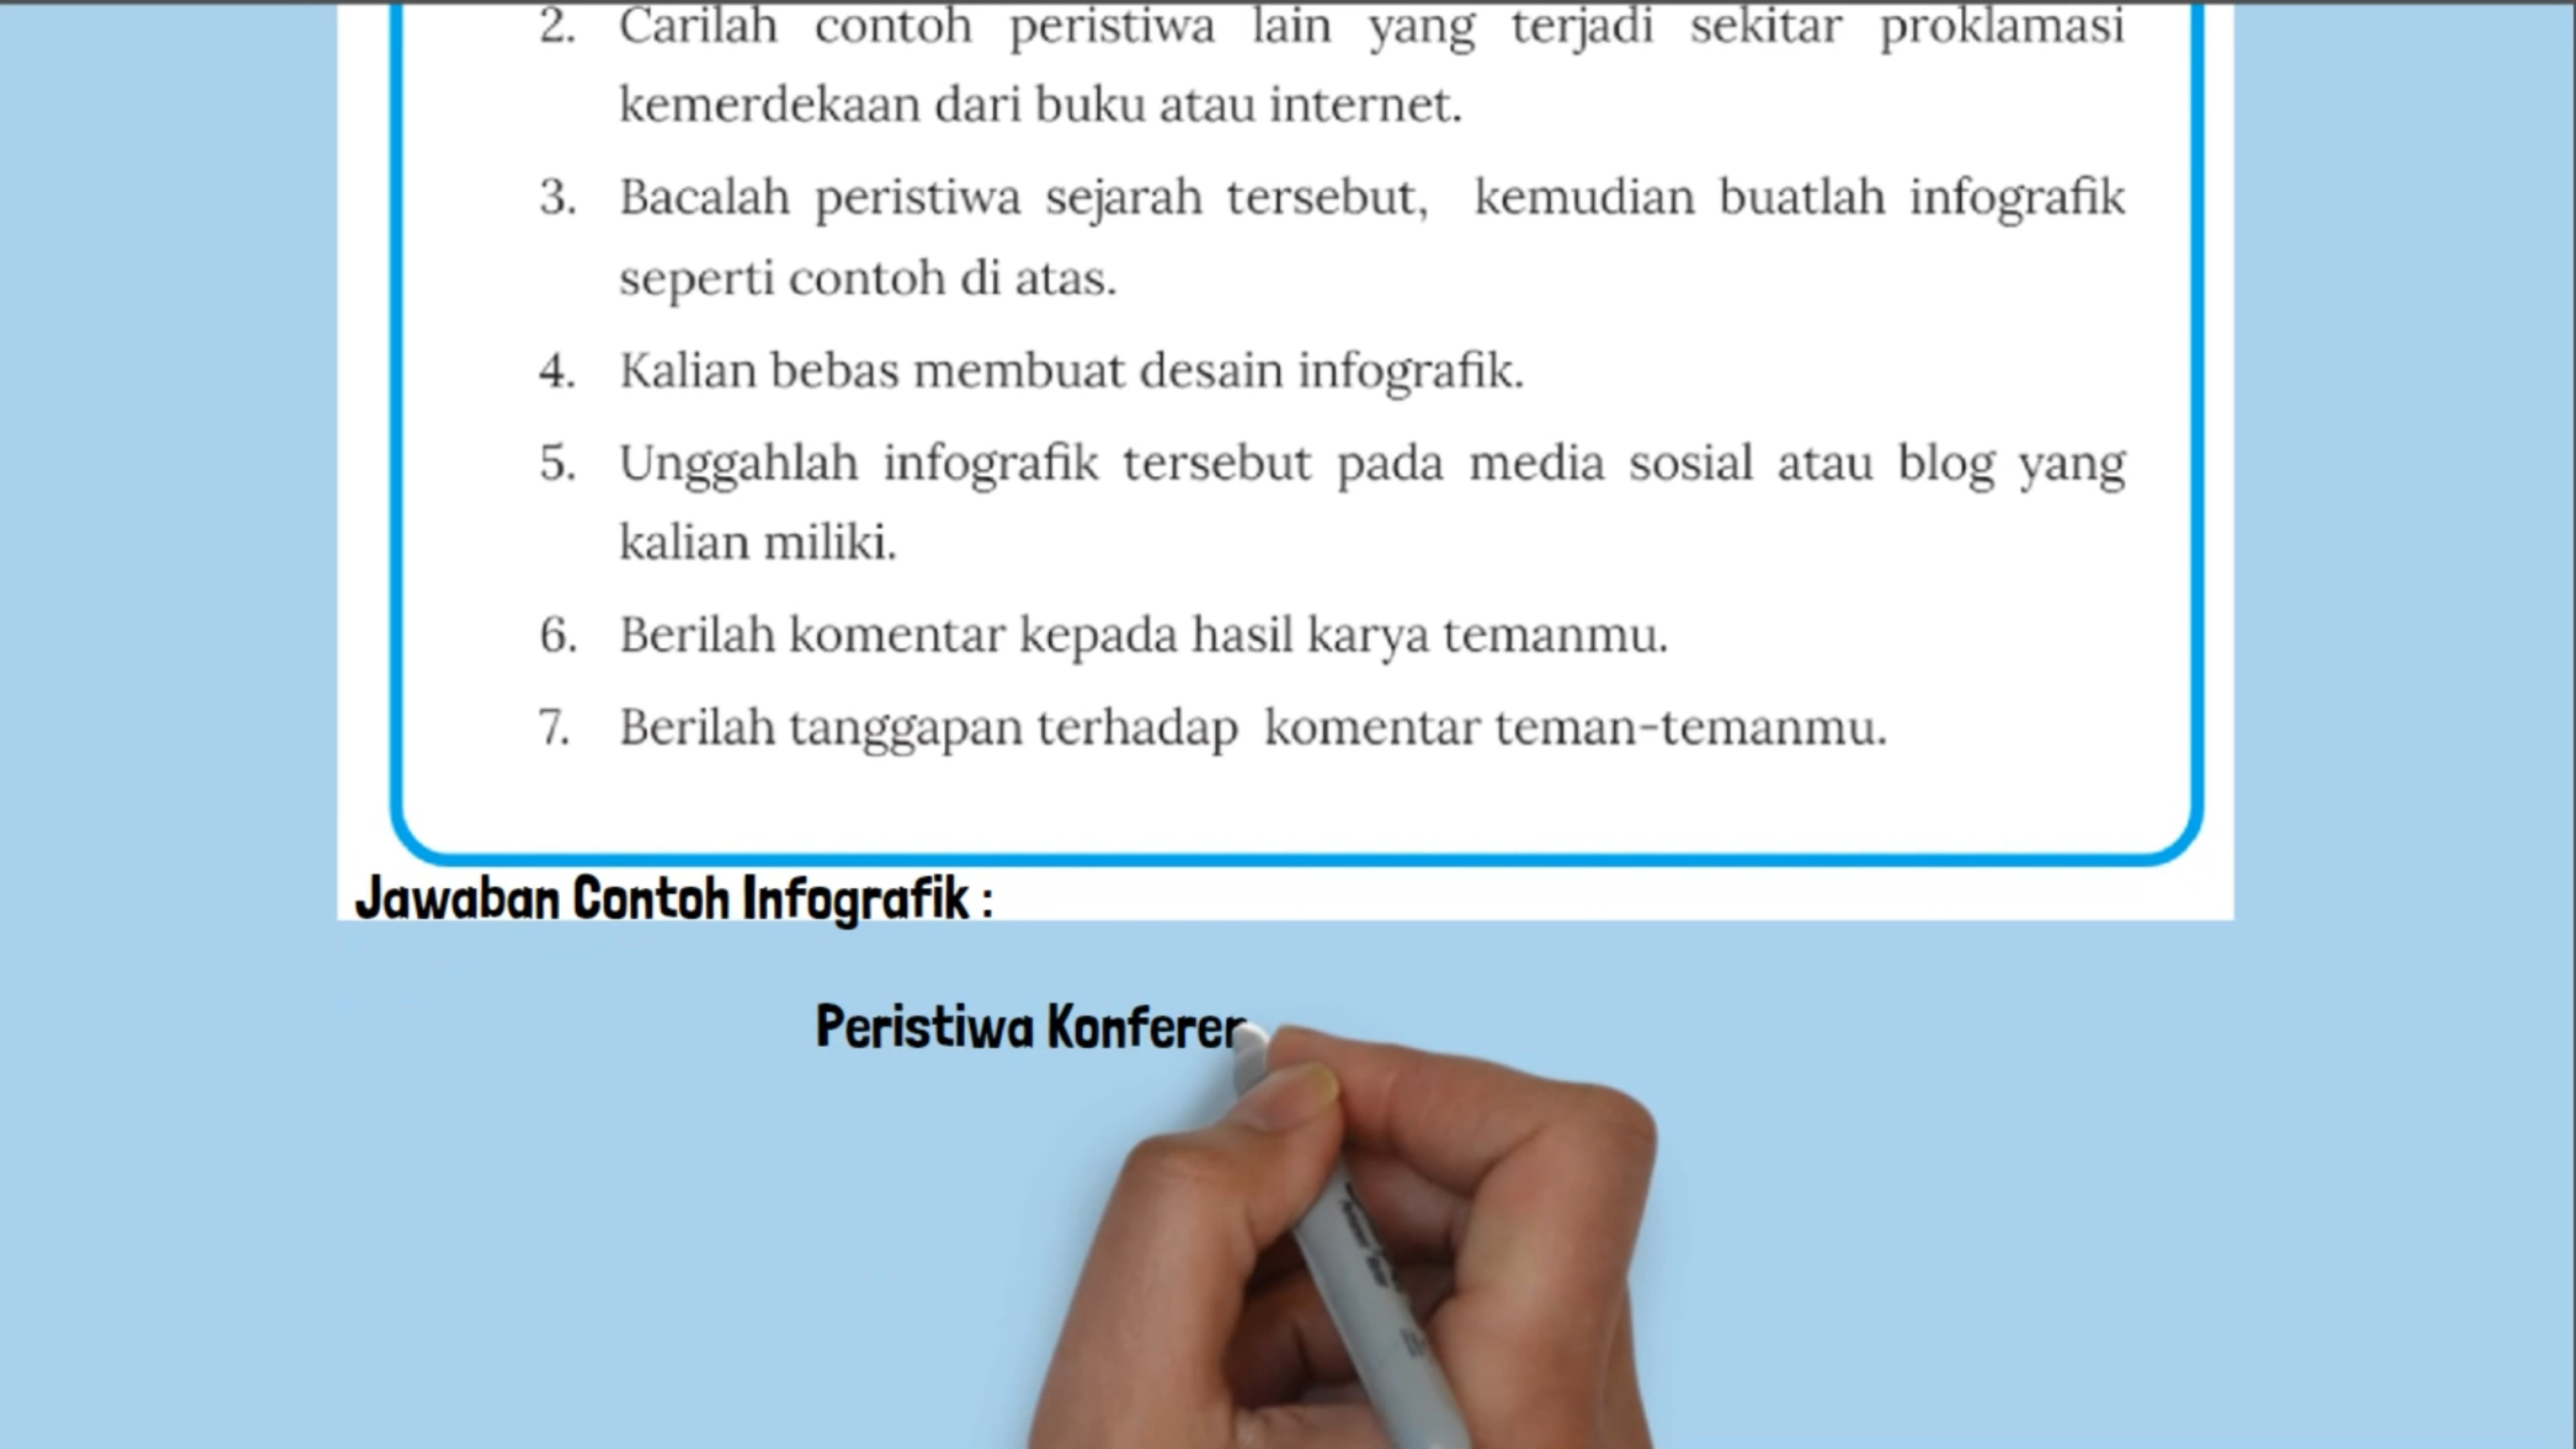 2. Carilah contoh peristiwa lain yang terjadi sekitar proklamasi
kemerdekaan dari buku atau internet.
3. Bacalah peristiwa sejarah tersebut, kemudian buatlah infografik
seperti contoh di atas.
4. Kalian bebas membuat desain infografik.
5. Unggahlah infografik tersebut pada media sosial atau blog yang
kalian miliki.
6. Berilah komentar kepada hasil karya temanmu.
7. Berilah tanggapan terhadap komentar teman-temanmu.
Jawaban Contoh Infografik :
Peristiwa Konferen